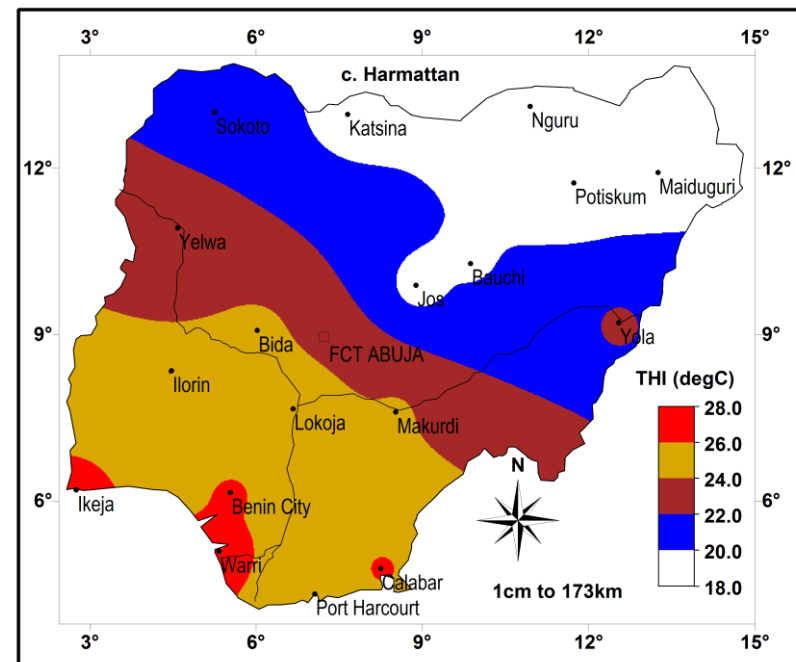 3° 6° 9° 12° 15°
c. Harmattan
Sokoto
Katsina
Nguru
12° 12°
Potiskum
Maiduguri
Yelwa
Bauchi
Jos
9° 9°
Bida
FCT ABUJA
Yola
Ilorin
THI (degC)
28.0
26.0
24.0
22.0
20.0
18.0
Lokoja
Makurdi
N
6° 6°
Ikeja
Benin City
Warri
Calabar
Port Harcourt
1cm to 173km
3° 6° 9° 12° 15°